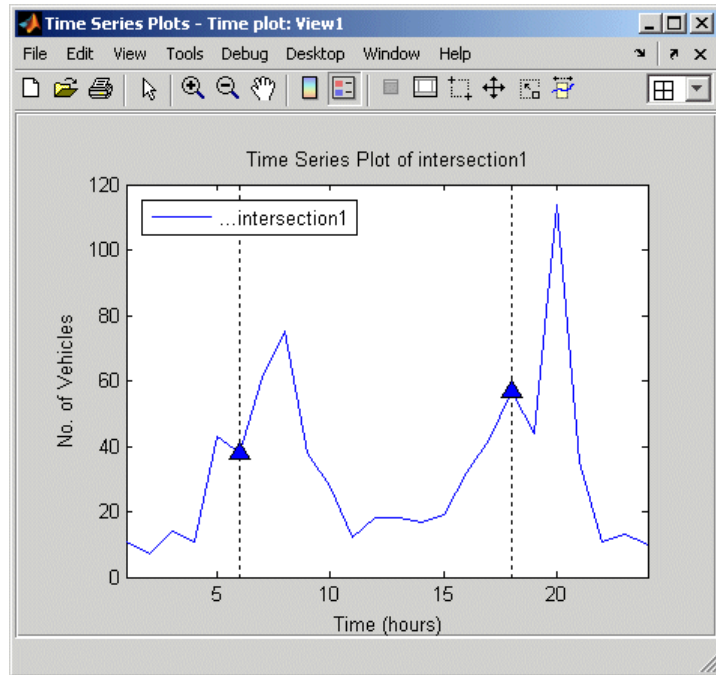 Time Series Plots - Time plot: View1
File Edit View Tools Debug Desktop Window Help
Time Series Plot of intersection1
...intersection1
120
100
80
60
40
20
0
No. of Vehicles
5 10 15 20
Time (hours)